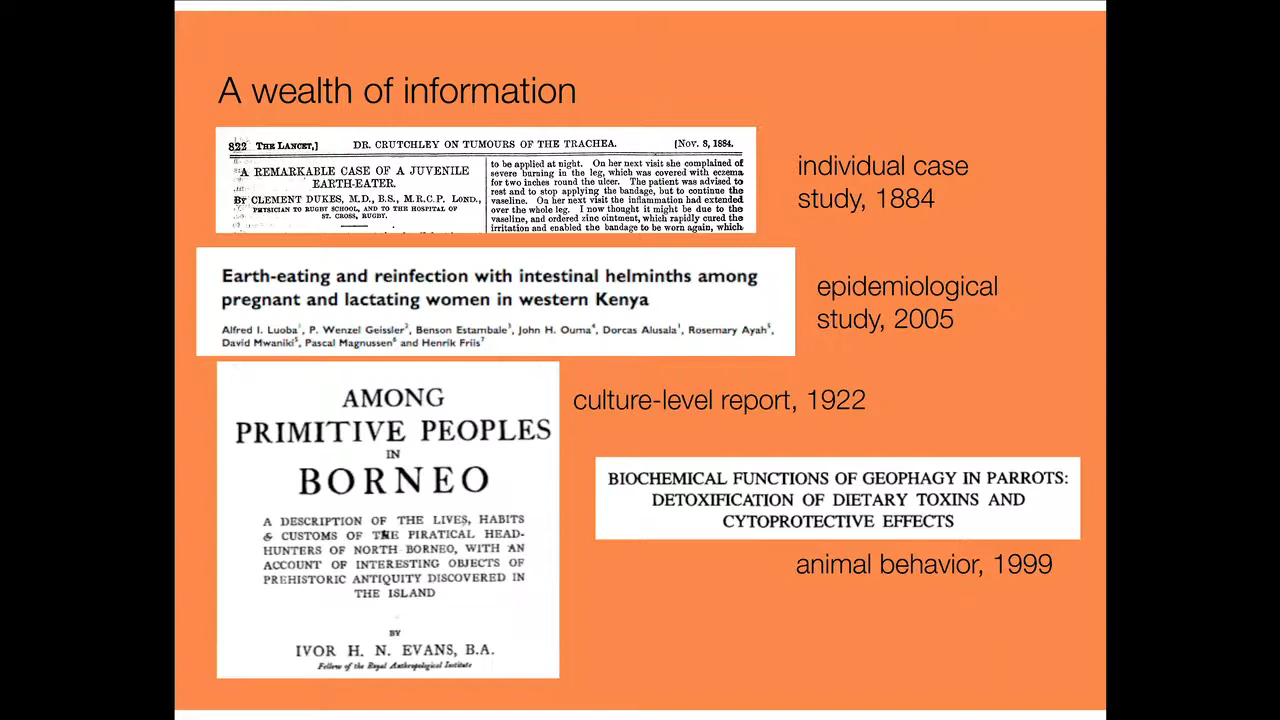 A wealth of information
822 THE LANCET,] DR. CRUTCHLEY ON TUMOURS OF THE TRACHEA. [Nov. 8, 1884.
A REMARKABLE CASE OF A JUVENILE
EARTH-EATER.
BY CLEMENT DUKES, M.D., B.S., M.R.C.P. LOND.,
PHYSICIAN TO RUGBY SCHOOL, AND TO THE HOSPITAL OF
ST. CROSS, RUGBY.
to be applied at night. On her next visit she complained of
severe burning in the leg, which was covered with eczema
for two inches round the ulcer. The patient was advised to
rest and to stop applying the bandage, but to continue the
vaseline. On her next visit the inflammation had extended
over the whole leg. I now thought it might be due to the
vaseline, and ordered zinc ointment, which rapidly cured the
irritation and enabled the bandage to be worn again, which
individual case
study, 1884
Earth-eating and reinfection with intestinal helminths among
pregnant and lactating women in western Kenya
Alfred I. Luoba1, P. Wenzel Geissler2, Benson Estambale3, John H. Ouma4, Dorcas Alusala1, Rosemary Ayah5,
David Mwaniki5, Pascal Magnussen6 and Henrik Friis7
epidemiological
study, 2005
AMONG
PRIMITIVE PEOPLES
IN
BORNEO
A DESCRIPTION OF THE LIVES, HABITS
& CUSTOMS OF THE PIRATICAL HEAD-
HUNTERS OF NORTH BORNEO, WITH AN
ACCOUNT OF INTERESTING OBJECTS OF
PREHISTORIC ANTIQUITY DISCOVERED IN
THE ISLAND
BY
IVOR H. N. EVANS, B.A.
Fellow of the Royal Anthropological Institute
culture-level report, 1922
BIOCHEMICAL FUNCTIONS OF GEOPHAGY IN PARROTS:
DETOXIFICATION OF DIETARY TOXINS AND
CYTOPROTECTIVE EFFECTS
animal behavior, 1999